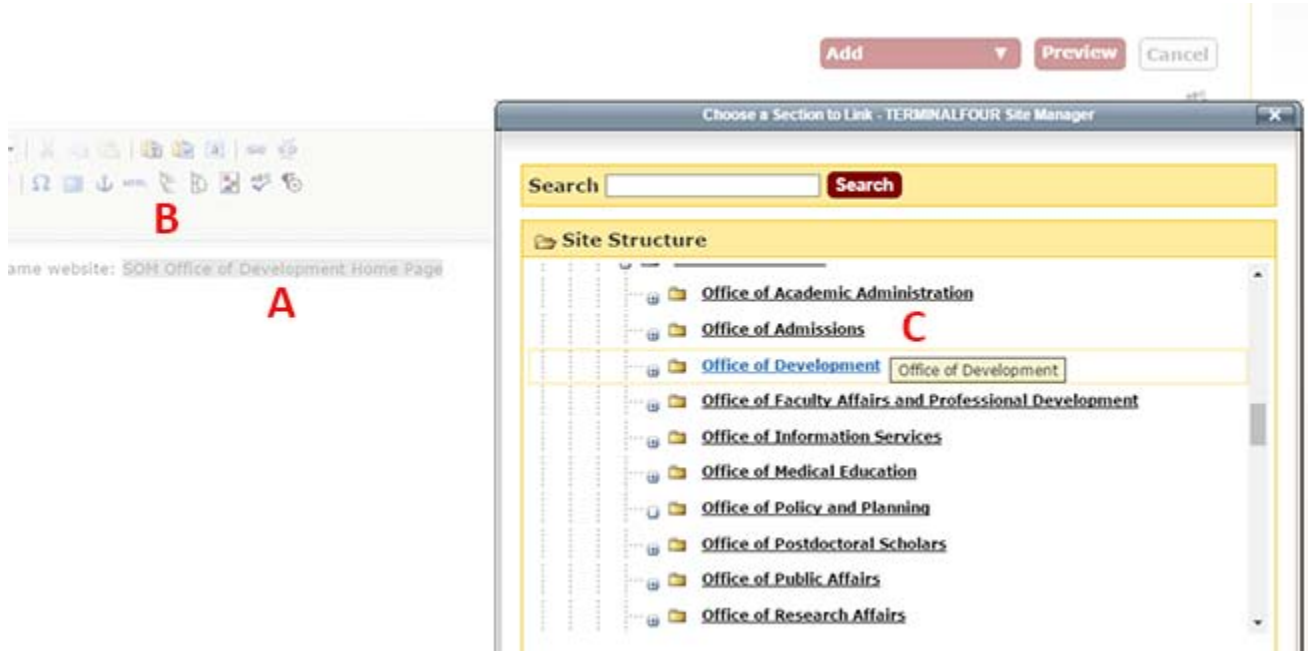 Add ▼ Preview Cancel
Choose a Section to Link - TERMINALFOUR Site Manager
Search Search
B
Site Structure
ame website: SOM Office of Development Home Page
A
Office of Academic Administration
Office of Admissions
C
Office of Development Office of Development
Office of Faculty Affairs and Professional Development
Office of Information Services
Office of Medical Education
Office of Policy and Planning
Office of Postdoctoral Scholars
Office of Public Affairs
Office of Research Affairs